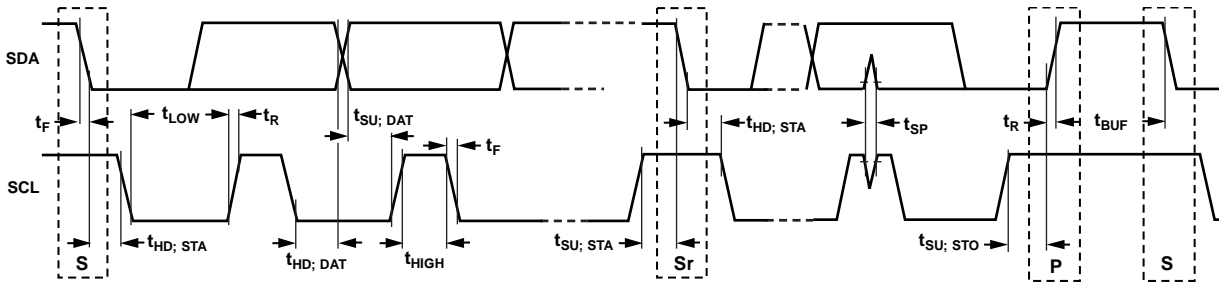 SDA
tF
tLOW
tR
tSU; DAT
tF
tHD; STA
tSP
tR
tBUF
SCL
tHD; STA
tHD; DAT
tHIGH
tSU; STA
tSU; STO
S
Sr
P
S